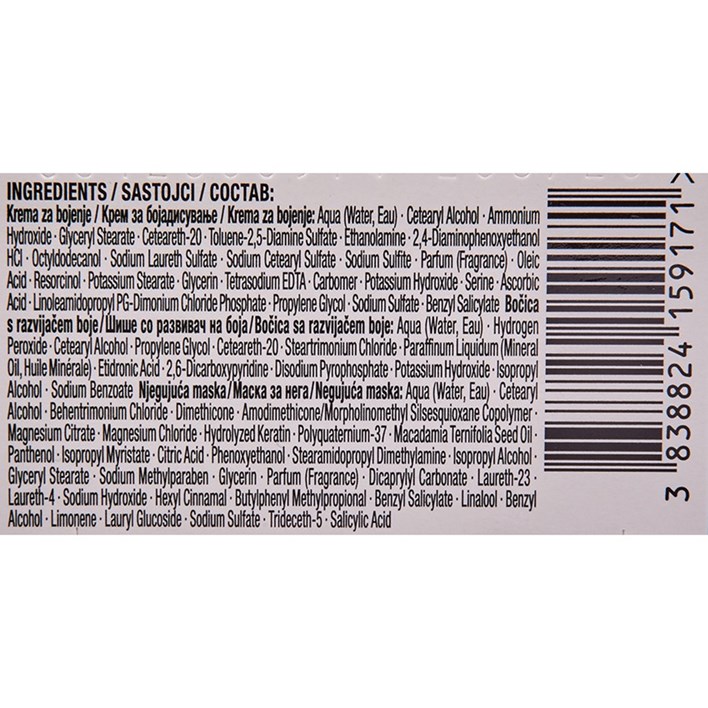 INGREDIENTS / SASTOJCI / СОСТАВ:
Krema za bojenje / Крем за бојадисување / Krema za bojenje: Aqua (Water, Eau) · Cetearyl Alcohol · Ammonium
Hydroxide · Glyceryl Stearate · Ceteareth-20 · Toluene-2,5-Diamine Sulfate · Ethanolamine · 2,4-Diaminophenoxyethanol
HCl · Octyldodecanol · Sodium Laureth Sulfate · Sodium Cetearyl Sulfate · Sodium Sulfite · Parfum (Fragrance) · Oleic
Acid · Resorcinol · Potassium Stearate · Glycerin · Tetrasodium EDTA · Carbomer · Potassium Hydroxide · Serine · Ascorbic
Acid · Linoleamidopropyl PG-Dimonium Chloride Phosphate · Propylene Glycol · Sodium Sulfate · Benzyl Salicylate Bočica
s razvijačem boje / Шише со развивач на боја / Bočica sa razvijačem boje: Aqua (Water, Eau) · Hydrogen
Peroxide · Cetearyl Alcohol · Propylene Glycol · Ceteareth-20 · Steartrimonium Chloride · Paraffinum Liquidum (Mineral
Oil, Huile Minérale) · Etidronic Acid · 2,6-Dicarboxypyridine · Disodium Pyrophosphate · Potassium Hydroxide · Isopropyl
Alcohol · Sodium Benzoate Njegujuća maska/Маска за нега/Negujuća maska: Aqua (Water, Eau) · Cetearyl
Alcohol · Behentrimonium Chloride · Dimethicone · Amodimethicone/Morpholinomethyl Silsesquioxane Copolymer ·
Magnesium Citrate · Magnesium Chloride · Hydrolyzed Keratin · Polyquaternium-37 · Macadamia Ternifolia Seed Oil ·
Panthenol · Isopropyl Myristate · Citric Acid · Phenoxyethanol · Stearamidopropyl Dimethylamine · Isopropyl Alcohol ·
Glyceryl Stearate · Sodium Methylparaben · Glycerin · Parfum (Fragrance) · Dicaprylyl Carbonate · Laureth-23 ·
Laureth-4 · Sodium Hydroxide · Hexyl Cinnamal · Butylphenyl Methylpropional · Benzyl Salicylate · Linalool · Benzyl
Alcohol · Limonene · Lauryl Glucoside · Sodium Sulfate · Trideceth-5 · Salicylic Acid
3 838824 159171 >